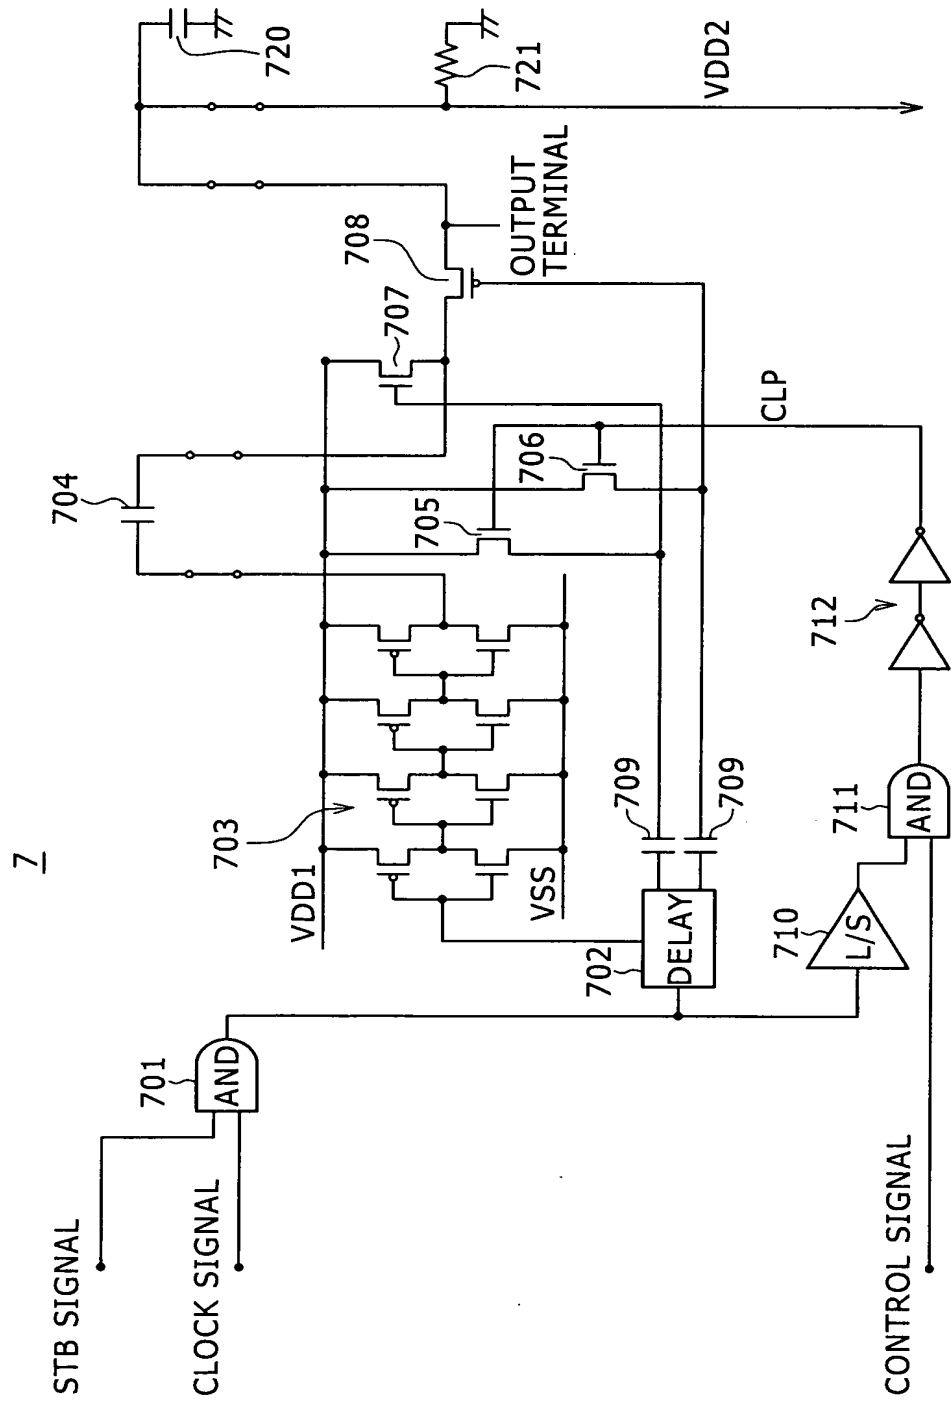 7
STB SIGNAL
CLOCK SIGNAL
CONTROL SIGNAL
701
AND
VDD1
703
VSS
702
DELAY
709
709
710
L/S
711
AND
712
CLP
704
705
706
707
708
OUTPUT
TERMINAL
720
721
VDD2